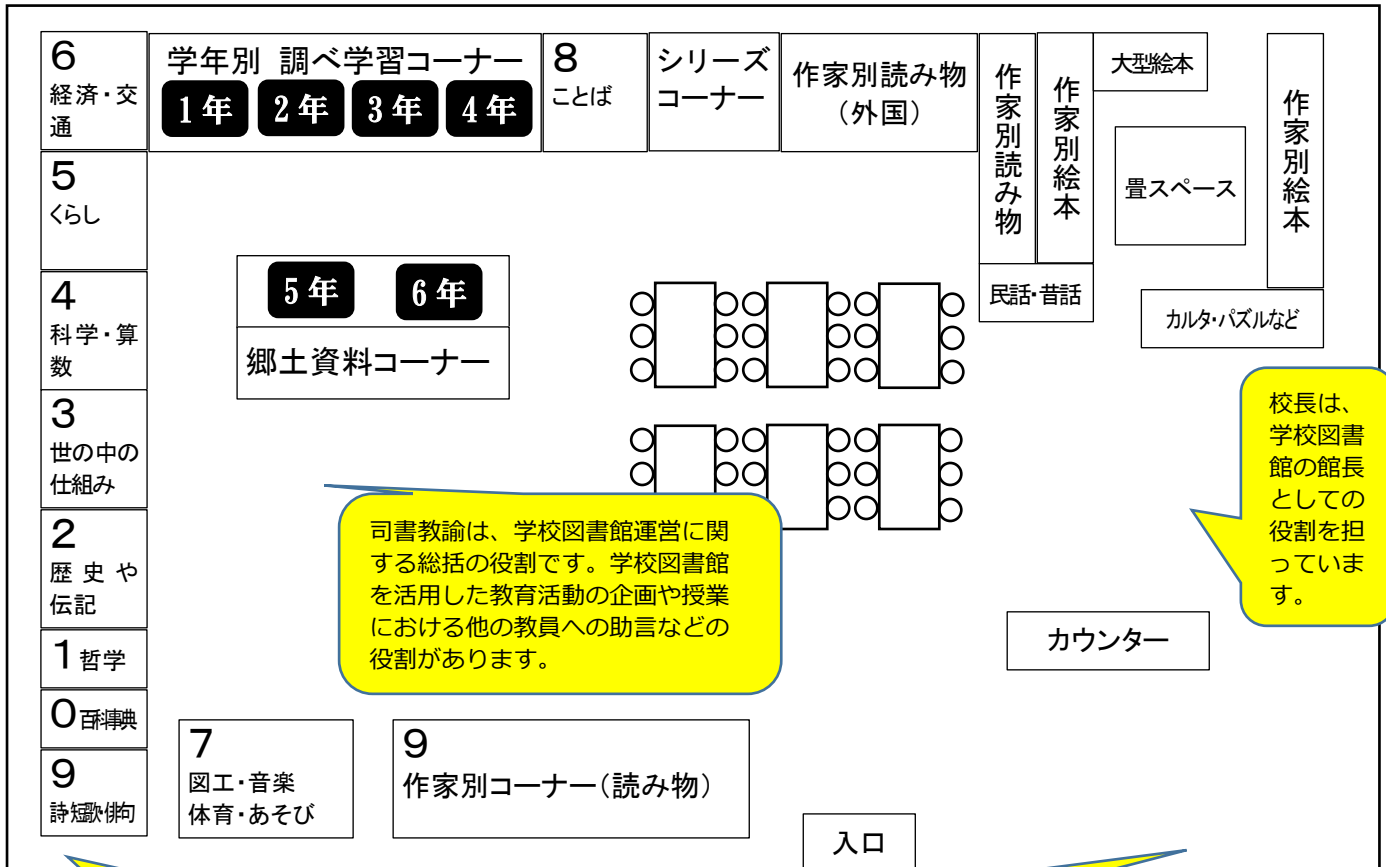 6
経済・交
通
学年別 調べ学習コーナー
1年 2年 3年 4年
8
ことば
シリーズ
コーナー
作家別読み物
(外国)
作家別読み物
作家別絵本
大型絵本
畳スペース
作家別絵本
5
くらし
5年 6年
郷土資料コーナー
民話・昔話
カルタ・パズルなど
4
科学・算
数
3
世の中の
仕組み
校長は、
学校図書
館の館長
としての
役割を担
っていま
す。
司書教諭は、学校図書館運営に関
する総括の役割です。学校図書館
を活用した教育活動の企画や授業
における他の教員への助言などの
役割があります。
2
歴史や
伝記
カウンター
1哲学
0百科事典
7
図工・音楽
体育・あそび
9
作家別コーナー(読み物)
9
詩・短歌・俳句
入口